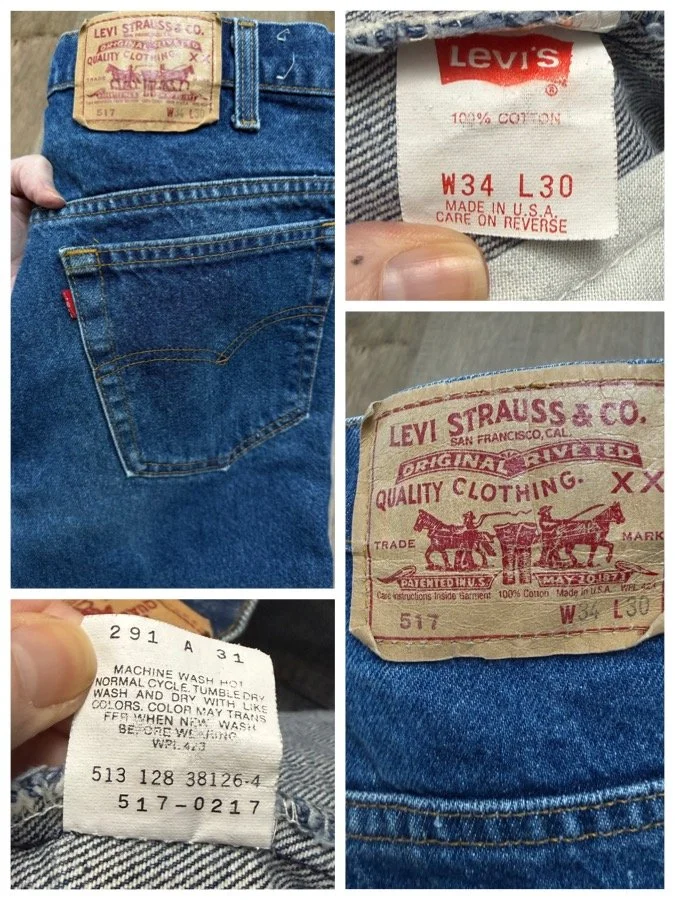 LEVI STRAUSS & CO.
ORIGINAL RIVETED
QUALITY CLOTHING. XX
TRADE MARK
517 W34 L30
LEVI'S
®
100% COTTON
W34 L30
MADE IN U.S.A.
CARE ON REVERSE
LEVI STRAUSS & CO.
SAN FRANCISCO, CAL.
ORIGINAL RIVETED
QUALITY CLOTHING. XX
TRADE MARK
PATENTED IN U.S. MAY 20 1873
Care Instructions Inside Garment 100% Cotton Made in U.S.A. WPL 423
517 W34 L30
291 A 31
MACHINE WASH HOT
NORMAL CYCLE. TUMBLE DRY
WASH AND DRY WITH LIKE
COLORS. COLOR MAY TRANS
FER WHEN NEW. WASH
BEFORE WEARING
WPL 423
513 128 38126-4
517-0217